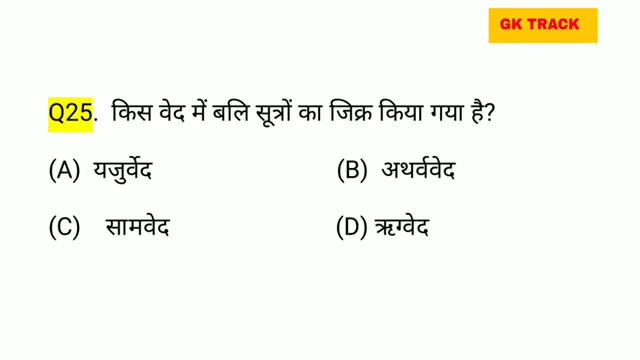 GK TRACK
Q25. किस वेद में बलि सूत्रों का जिक्र किया गया है?
(A) यजुर्वेद (B) अथर्ववेद
(C) सामवेद (D) ऋग्वेद